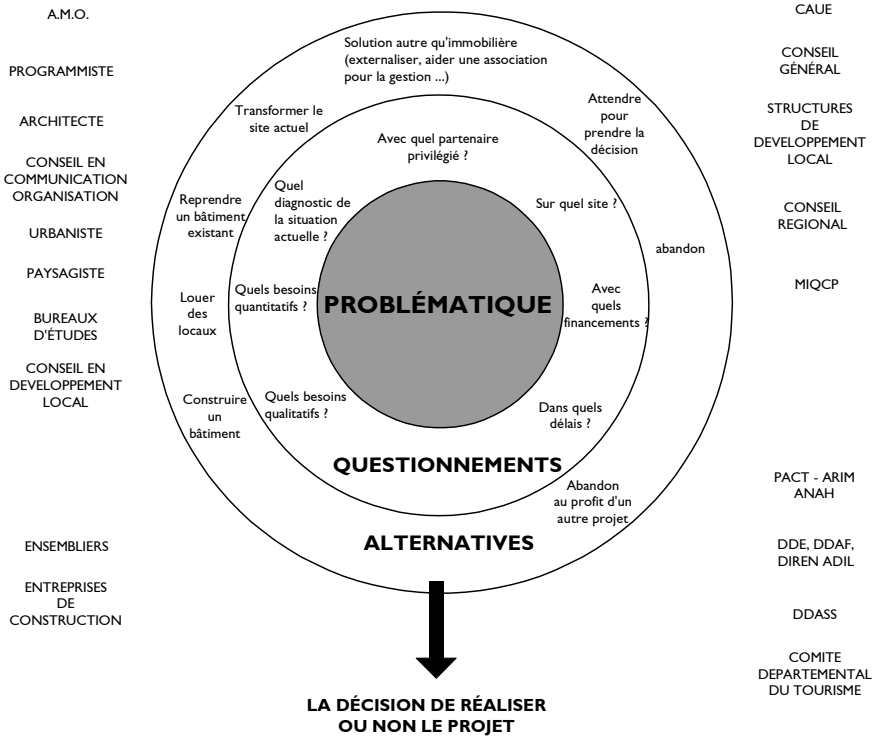 A.M.O.
PROGRAMMISTE
ARCHITECTE
CONSEIL EN
COMMUNICATION
ORGANISATION
URBANISTE
PAYSAGISTE
BUREAUX
D'ÉTUDES
CONSEIL EN
DEVELOPPEMENT
LOCAL
ENSEMBLIERS
ENTREPRISES
DE
CONSTRUCTION
Solution autre qu'immobilière
(externaliser, aider une association
pour la gestion ...)
Transformer le
site actuel
Reprendre
un bâtiment
existant
Louer
des
locaux
Construire
un
bâtiment
Attendre
pour
prendre la
décision
abandon
Abandon
au profit d'un
autre projet
ALTERNATIVES
Avec quel partenaire
privilégié ?
Quel
diagnostic de
la situation
actuelle ?
Quels besoins
quantitatifs ?
Quels besoins
qualitatifs ?
Sur quel site ?
Avec
quels
financements ?
Dans quels
délais ?
QUESTIONNEMENTS
PROBLÉMATIQUE
LA DÉCISION DE RÉALISER
OU NON LE PROJET
CAUE
CONSEIL
GÉNÉRAL
STRUCTURES
DE
DEVELOPPEMENT
LOCAL
CONSEIL
REGIONAL
MIQCP
PACT - ARIM
ANAH
DDE, DDAF,
DIREN ADIL
DDASS
COMITE
DEPARTEMENTAL
DU TOURISME